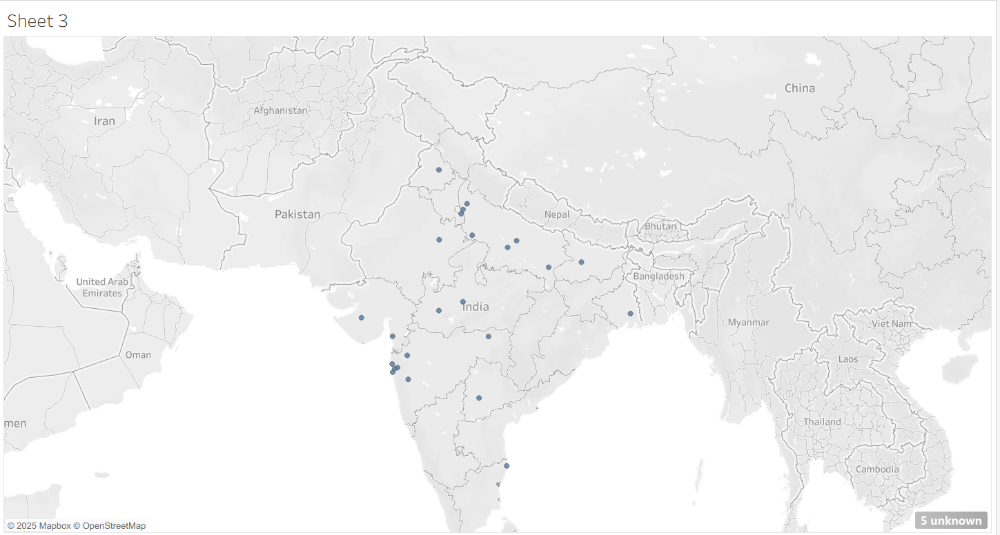 Sheet 3
China
Afghanistan
Iran
Pakistan
Nepal
Bhutan
United Arab
Emirates
Bangladesh
India
Myanmar
Viet Nam
Oman
Laos
men
Thailand
Cambodia
5 unknown
© 2025 Mapbox © OpenStreetMap